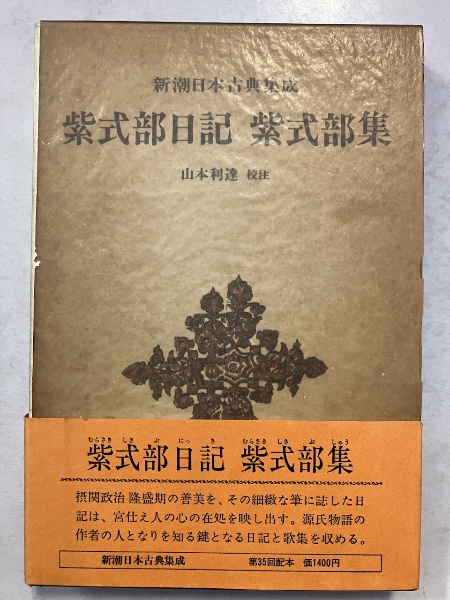 新潮日本古典集成
紫式部日記 紫式部集
山本利達 校注
むらさき しき ぶ にっ き むらさき しき ぶ しゅう
紫式部日記 紫式部集
摂関政治隆盛期の善美を、その細緻な筆に誌した日
記は、宮仕え人の心の在処を映し出す。源氏物語の
作者の人となりを知る鍵となる日記と歌集を収める。
新潮日本古典集成 第35回配本 価1400円